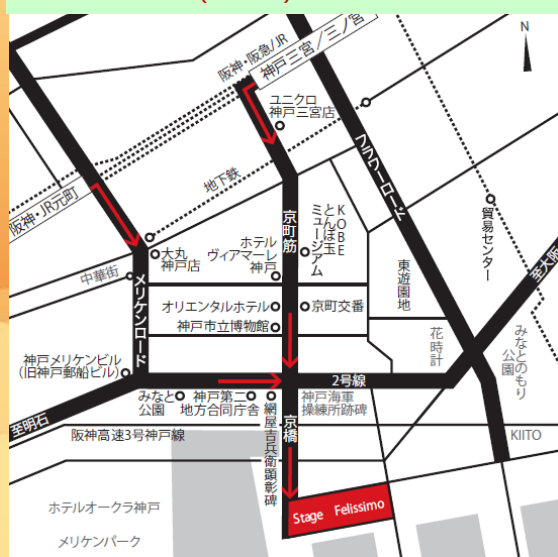 N
阪神・阪急/JR
神戸三宮/三ノ宮
ユニクロ
神戸三宮店
フラワーロード
地下鉄
阪神・JR元町
貿易センター
京町筋
KOBE
とんぼ玉
ミュージアム
大丸
神戸店
ホテル
ヴィアマーレ
神戸
中華街
メリケンロード
東遊園地
至大阪
オリエンタルホテル
京町交番
神戸市立博物館
花時計
みなとのもり
公園
神戸メリケンビル
(旧神戸郵船ビル)
2号線
みなと
公園
神戸第二
地方合同庁舎
網屋吉兵衛顕彰碑
京橋
神戸海軍
操練所跡碑
至明石
阪神高速3号神戸線
KIITO
Stage Felissimo
ホテルオークラ神戸
メリケンパーク